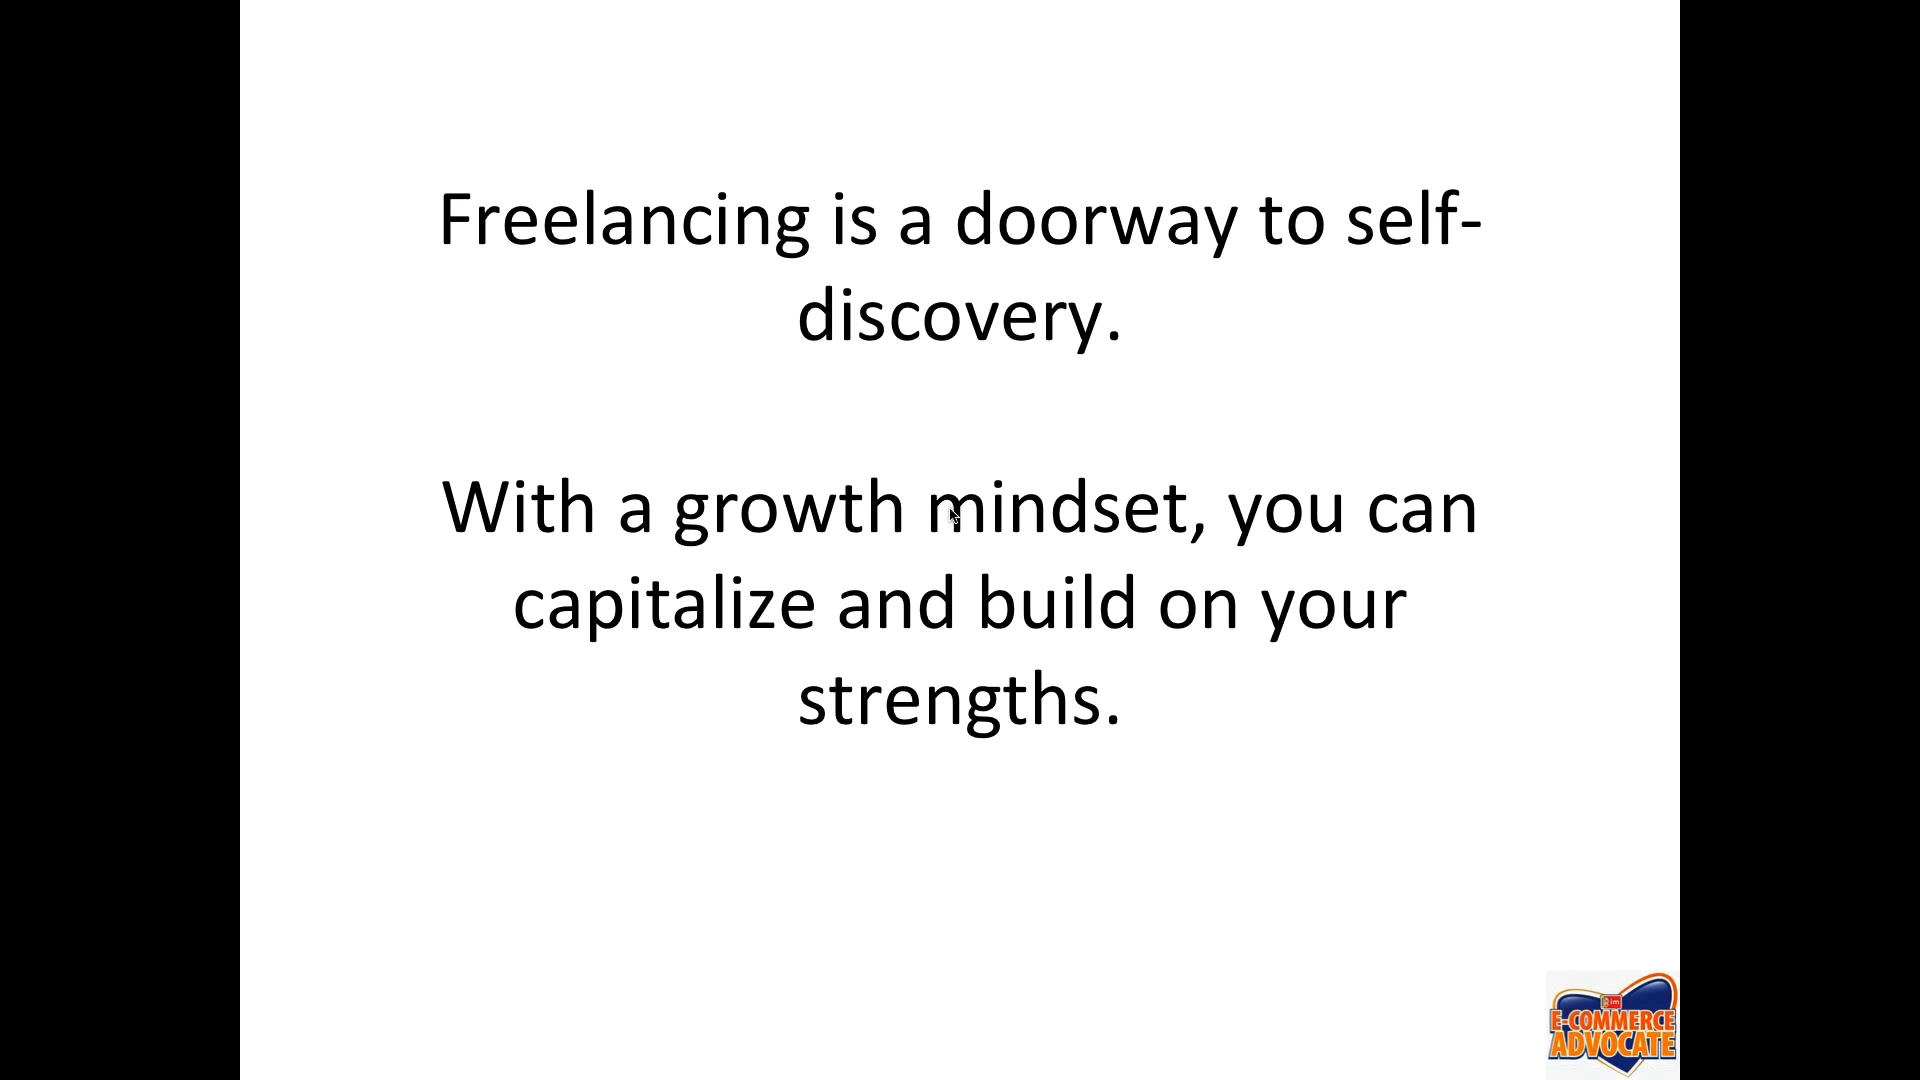 Freelancing is a doorway to self-
discovery.
With a growth mindset, you can
capitalize and build on your
strengths.
im
E-COMMERCE
ADVOCATE